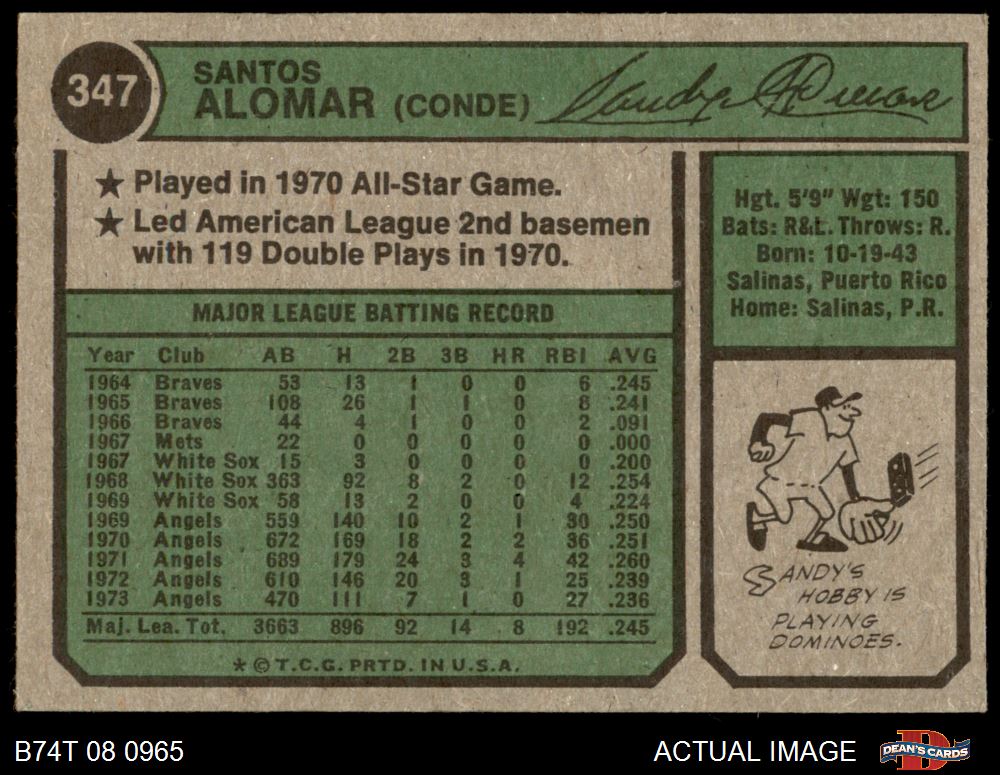 347
SANTOS
ALOMAR (CONDE) Sandy Alomar
★ Played in 1970 All-Star Game.
★ Led American League 2nd basemen
with 119 Double Plays in 1970.
MAJOR LEAGUE BATTING RECORD
Year Club AB H 2B 3B HR RBI AVG
1964 Braves 53 13 1 0 0 6 .245
1965 Braves 108 26 1 1 0 8 .241
1966 Braves 44 4 1 0 0 2 .091
1967 Mets 22 0 0 0 0 0 .000
1967 White Sox 15 3 0 0 0 0 .200
1968 White Sox 363 92 8 2 0 12 .254
1969 White Sox 58 13 2 0 0 4 .224
1969 Angels 559 140 10 2 1 30 .250
1970 Angels 672 169 18 2 2 36 .251
1971 Angels 689 179 24 3 4 42 .260
1972 Angels 610 146 20 3 1 25 .239
1973 Angels 470 111 7 1 0 27 .236
Maj. Lea. Tot. 3663 896 92 14 8 192 .245
* © T.C.G. PRTD. IN U.S.A.
Hgt. 5'9" Wgt: 150
Bats: R&L. Throws: R.
Born: 10-19-43
Salinas, Puerto Rico
Home: Salinas, P.R.
SANDY'S
HOBBY IS
PLAYING
DOMINOES.
B74T 08 0965
ACTUAL IMAGE
D
DEAN'S CARDS